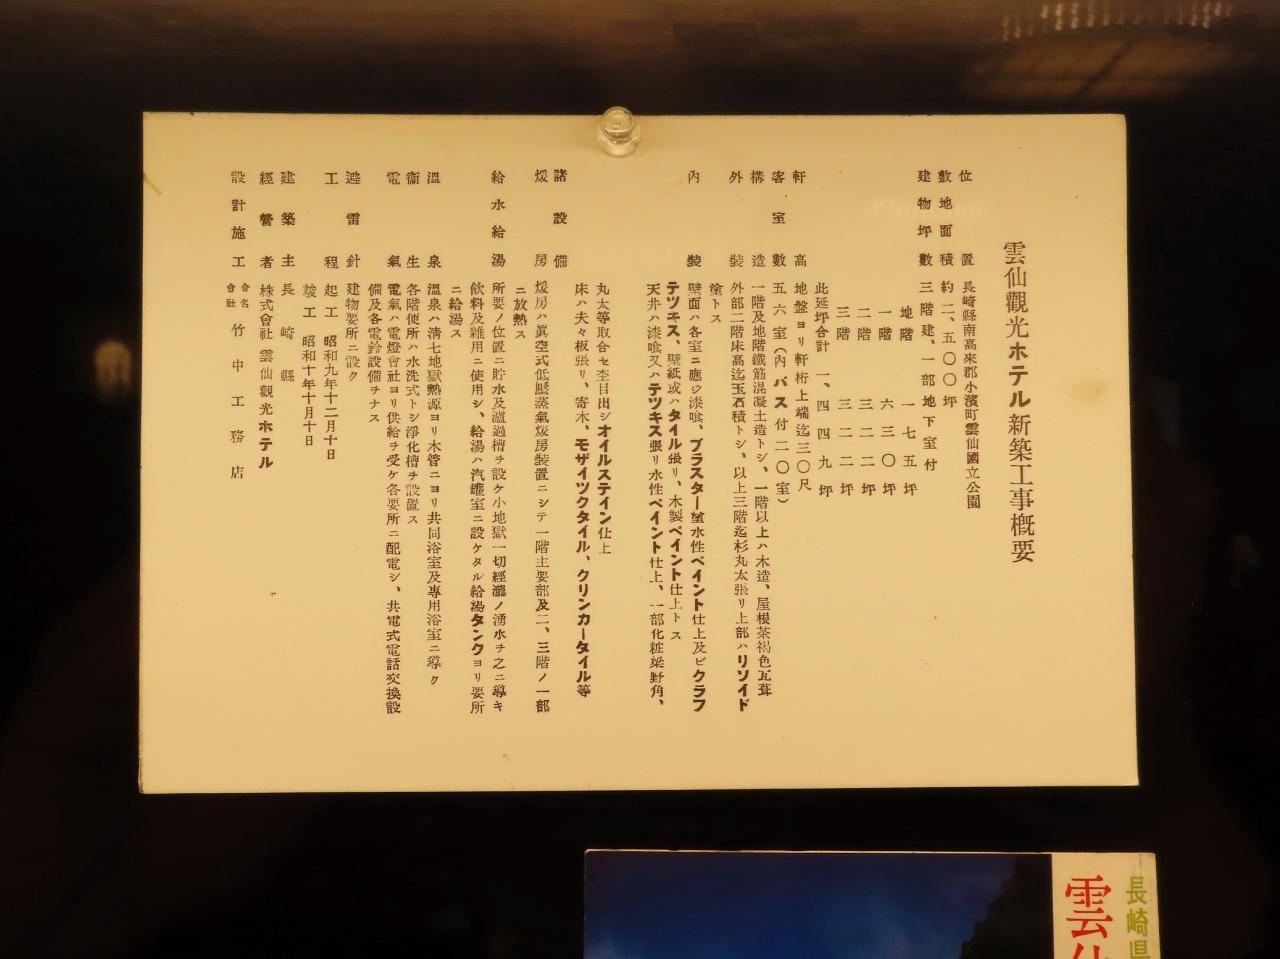 雲仙觀光ホテル新築工事槪要
位置 長崎縣南高來郡小濱町雲仙國立公園
敷地面積 約二、五〇〇坪
建物坪數 三階建、一部地下室付
地階 一七五坪
一階 六三〇坪
二階 三二二坪
三階 三二二坪
此延坪合計 一、四四九坪
軒高 地盤ヨリ軒桁上端迄三〇尺
客室數 五六室(內バス付二〇室)
構造 一階及地階鐵筋混凝土造トシ、一階以上ハ木造、屋根茶褐色瓦葺
外裝 外部二階床高迄玉石積トシ、以上三階迄杉丸太張リ上部ハリソイド
塗トス
內裝 壁面ハ各室ニ應ジ漆喰、プラスター塗水性ペイント仕上及ビクラフ
テツキス、壁紙或ハタイル張リ、木製ペイント仕上トス
天井ハ漆喰又ハテツキス張リ水性ペイント仕上、一部化粧梁野角、
丸太等取合セ杢目出シオイルステイン仕上
床ハ夫々板張リ、寄木、モザイツクタイル、クリンカータイル等
諸設備
煖房 煖房ハ眞空式低壓蒸氣煖房裝置ニシテ一階主要部及二、三階ノ一部
ニ放熱ス
給水給湯 所要ノ位置ニ貯水及濾過槽ヲ設ケ小地獄一切經瀧ノ湧水ヲ之ニ導キ
飮料及雜用ニ使用シ、給湯ハ汽罐室ニ設ケタル給湯タンクヨリ要所
ニ給湯ス
溫泉 溫泉ハ淸七地獄熱源ヨリ木管ニヨリ共同浴室及專用浴室ニ導ク
衞生 各階便所ハ水洗式トシ淨化槽ヲ設置ス
電氣 電氣ハ電燈會社ヨリ供給ヲ受ケ各要所ニ配電シ、共電式電話交換設
備及各電鈴設備ヲナス
避雷針 建物要所ニ設ク
工程 起工 昭和九年十二月十日
竣工 昭和十年十月十日
建築主 長崎縣
經營者 株式會社雲仙觀光ホテル
設計施工 合名會社 竹中工務店
長崎県
雲仙